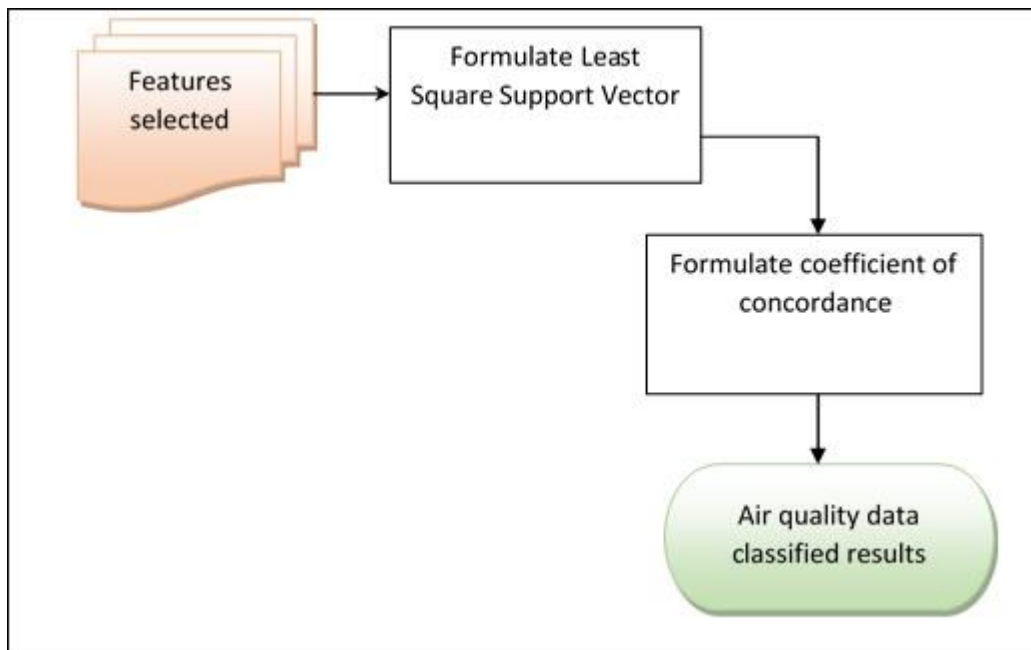 Features
selected
Formulate Least
Square Support Vector
Formulate coefficient of
concordance
Air quality data
classified results